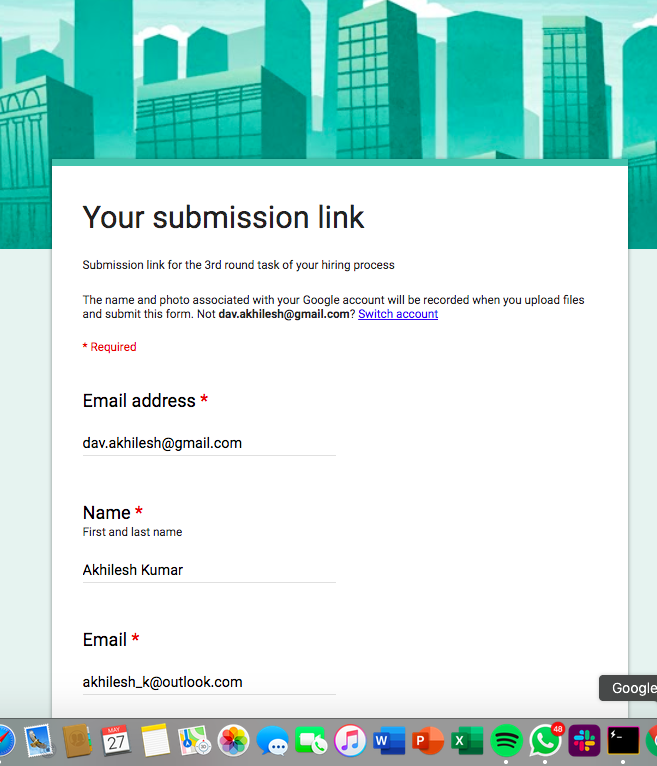 Your submission link
Submission link for the 3rd round task of your hiring process
The name and photo associated with your Google account will be recorded when you upload files
and submit this form. Not dav.akhilesh@gmail.com? Switch account
* Required
Email address *
dav.akhilesh@gmail.com
Name *
First and last name
Akhilesh Kumar
Email *
akhilesh_k@outlook.com
Google
MAY
27
3D
W
P
X
48